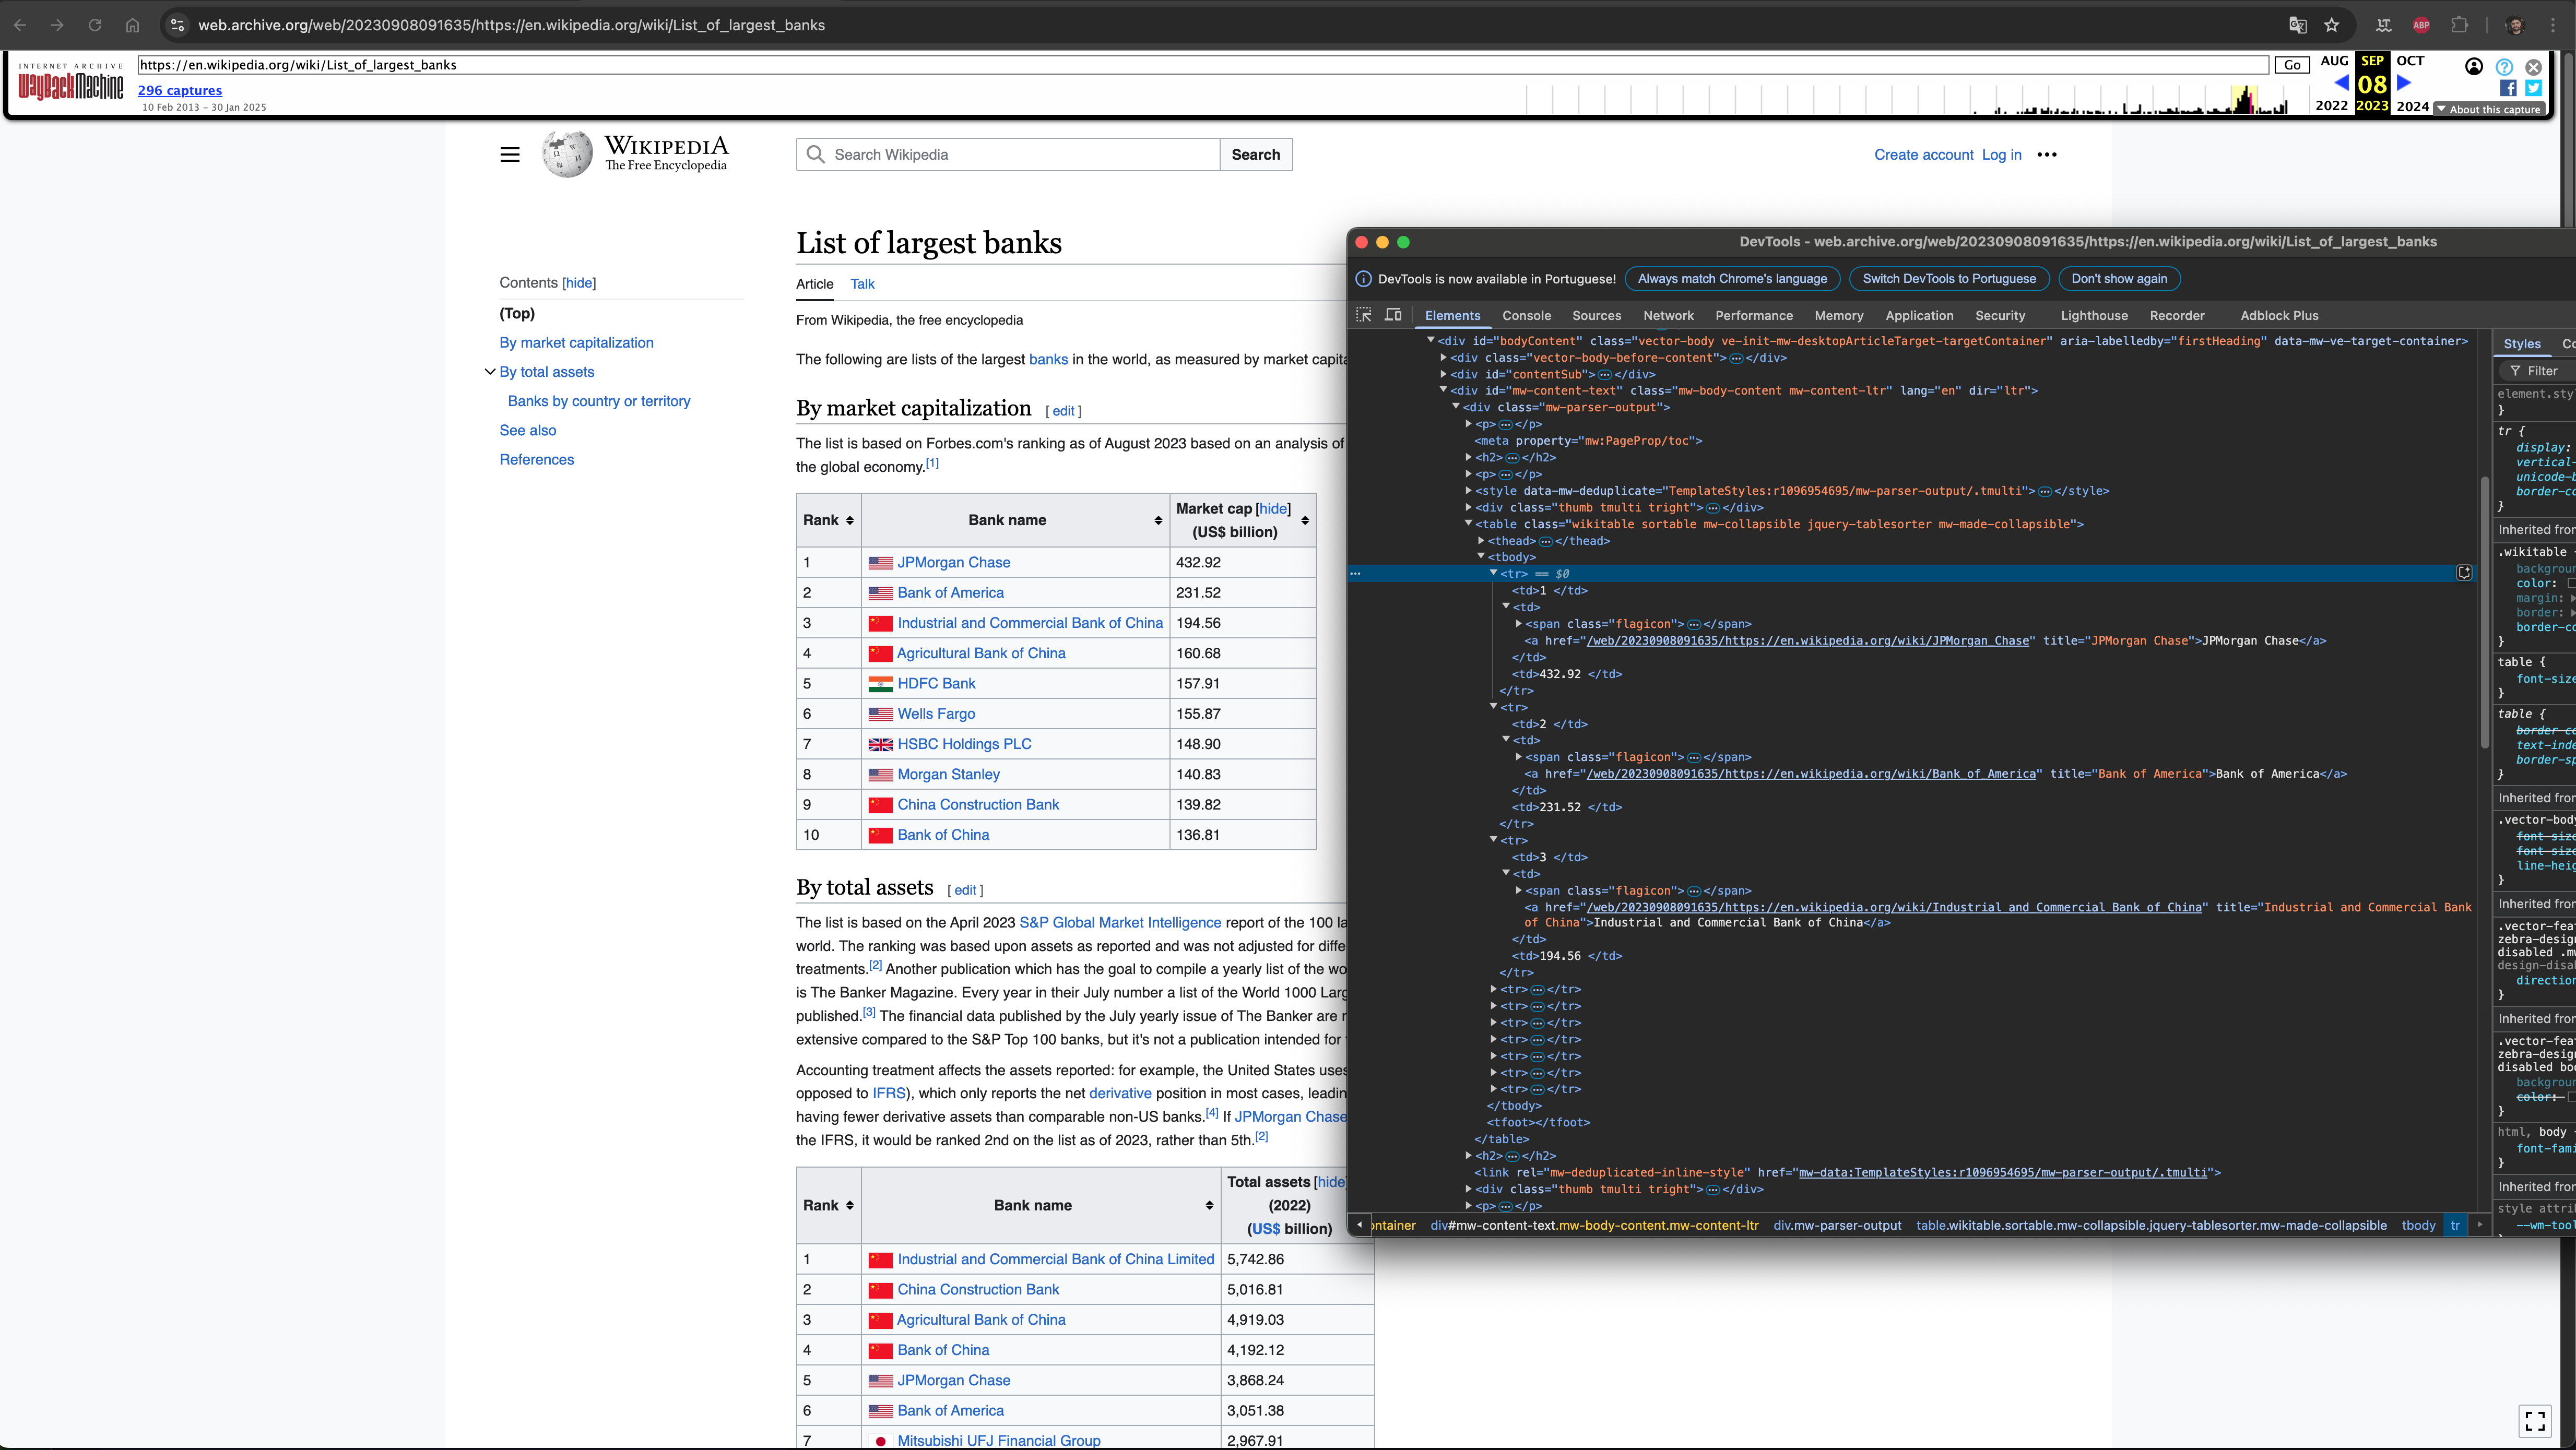 web.archive.org/web/20230908091635/https://en.wikipedia.org/wiki/List_of_largest_banks
ABP
INTERNET ARCHIVE
WayBackMachine
https://en.wikipedia.org/wiki/List_of_largest_banks
Go
AUG
SEP
OCT
08
296 captures
10 Feb 2013 – 30 Jan 2025
2022
2023
2024
About this capture
WIKIPEDIA
The Free Encyclopedia
Search Wikipedia
Search
Create account
Log in
Contents [hide]
(Top)
By market capitalization
By total assets
Banks by country or territory
See also
References
List of largest banks
Article
Talk
From Wikipedia, the free encyclopedia
The following are lists of the largest banks in the world, as measured by market capita
By market capitalization [ edit ]
The list is based on Forbes.com's ranking as of August 2023 based on an analysis of
the global economy.[1]
Rank Bank name Market cap [hide]
(US$ billion)
1 JPMorgan Chase 432.92
2 Bank of America 231.52
3 Industrial and Commercial Bank of China 194.56
4 Agricultural Bank of China 160.68
5 HDFC Bank 157.91
6 Wells Fargo 155.87
7 HSBC Holdings PLC 148.90
8 Morgan Stanley 140.83
9 China Construction Bank 139.82
10 Bank of China 136.81
By total assets [ edit ]
The list is based on the April 2023 S&P Global Market Intelligence report of the 100 la
world. The ranking was based upon assets as reported and was not adjusted for diffe
treatments.[2] Another publication which has the goal to compile a yearly list of the wo
is The Banker Magazine. Every year in their July number a list of the World 1000 Larg
published.[3] The financial data published by the July yearly issue of The Banker are
extensive compared to the S&P Top 100 banks, but it's not a publication intended for
Accounting treatment affects the assets reported: for example, the United States uses
opposed to IFRS), which only reports the net derivative position in most cases, leadin
having fewer derivative assets than comparable non-US banks.[4] If JPMorgan Chase
the IFRS, it would be ranked 2nd on the list as of 2023, rather than 5th.[2]
Rank Bank name Total assets [hide]
(2022)
(US$ billion)
1 Industrial and Commercial Bank of China Limited 5,742.86
2 China Construction Bank 5,016.81
3 Agricultural Bank of China 4,919.03
4 Bank of China 4,192.12
5 JPMorgan Chase 3,868.24
6 Bank of America 3,051.38
7 Mitsubishi UFJ Financial Group 2,967.91
DevTools - web.archive.org/web/20230908091635/https://en.wikipedia.org/wiki/List_of_largest_banks
DevTools is now available in Portuguese!
Always match Chrome's language
Switch DevTools to Portuguese
Don't show again
Elements Console Sources Network Performance Memory Application Security Lighthouse Recorder Adblock Plus
<div id="bodyContent" class="vector-body ve-init-mw-desktopArticleTarget-targetContainer" aria-labelledby="firstHeading" data-mw-ve-target-container>
<div class="vector-body-before-content">…</div>
<div id="contentSub">…</div>
<div id="mw-content-text" class="mw-body-content mw-content-ltr" lang="en" dir="ltr">
<div class="mw-parser-output">
<p>…</p>
<meta property="mw:PageProp/toc">
<h2>…</h2>
<p>…</p>
<style data-mw-deduplicate="TemplateStyles:r1096954695/mw-parser-output/.tmulti">…</style>
<div class="thumb tmulti tright">…</div>
<table class="wikitable sortable mw-collapsible jquery-tablesorter mw-made-collapsible">
<thead>…</thead>
<tbody>
<tr> == $0
<td>1 </td>
<td>
<span class="flagicon">…</span>
<a href="/web/20230908091635/https://en.wikipedia.org/wiki/JPMorgan_Chase" title="JPMorgan Chase">JPMorgan Chase</a>
</td>
<td>432.92 </td>
</tr>
<tr>
<td>2 </td>
<td>
<span class="flagicon">…</span>
<a href="/web/20230908091635/https://en.wikipedia.org/wiki/Bank_of_America" title="Bank of America">Bank of America</a>
</td>
<td>231.52 </td>
</tr>
<tr>
<td>3 </td>
<td>
<span class="flagicon">…</span>
<a href="/web/20230908091635/https://en.wikipedia.org/wiki/Industrial_and_Commercial_Bank_of_China" title="Industrial and Commercial Bank
of China">Industrial and Commercial Bank of China</a>
</td>
<td>194.56 </td>
</tr>
<tr>…</tr>
<tr>…</tr>
<tr>…</tr>
<tr>…</tr>
<tr>…</tr>
<tr>…</tr>
<tr>…</tr>
</tbody>
<tfoot></tfoot>
</table>
<h2>…</h2>
<link rel="mw-deduplicated-inline-style" href="mw-data:TemplateStyles:r1096954695/mw-parser-output/.tmulti">
<div class="thumb tmulti tright">…</div>
<p>…</p>
ontainer div#mw-content-text.mw-body-content.mw-content-ltr div.mw-parser-output table.wikitable.sortable.mw-collapsible.jquery-tablesorter.mw-made-collapsible tbody tr
Styles Co
Filter
element.sty
}
tr {
display:
vertical-
unicode-b
border-co
}
Inherited from
.wikitable
backgroun
color:
margin:
border:
border-co
}
table {
font-size
}
table {
border-co
text-inde
border-sp
}
Inherited from
.vector-body
font-size
font-size
line-heig
}
Inherited from
.vector-feat
zebra-desig
disabled .mw
design-disab
direction
}
Inherited from
.vector-feat
zebra-desig
disabled bod
backgroun
color:
}
html, body
font-fami
}
Inherited from
style attri
--wm-tool